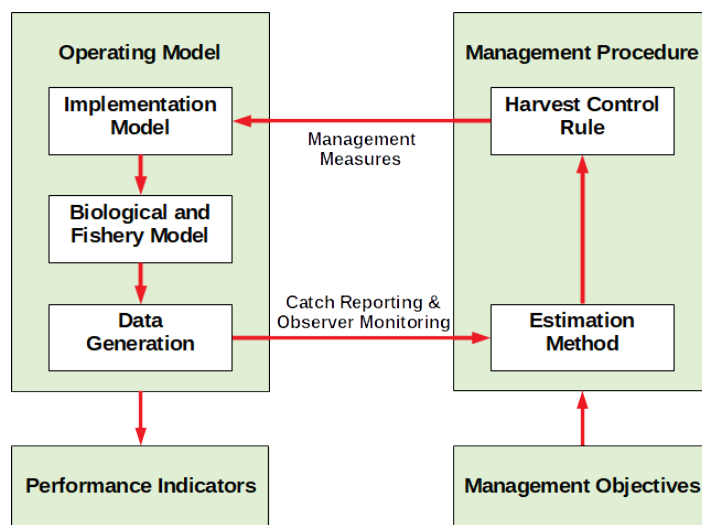 Operating Model
Implementation
Model
Biological and
Fishery Model
Data
Generation
Management
Measures
Catch Reporting &
Observer Monitoring
Management Procedure
Harvest Control
Rule
Estimation
Method
Performance Indicators
Management Objectives